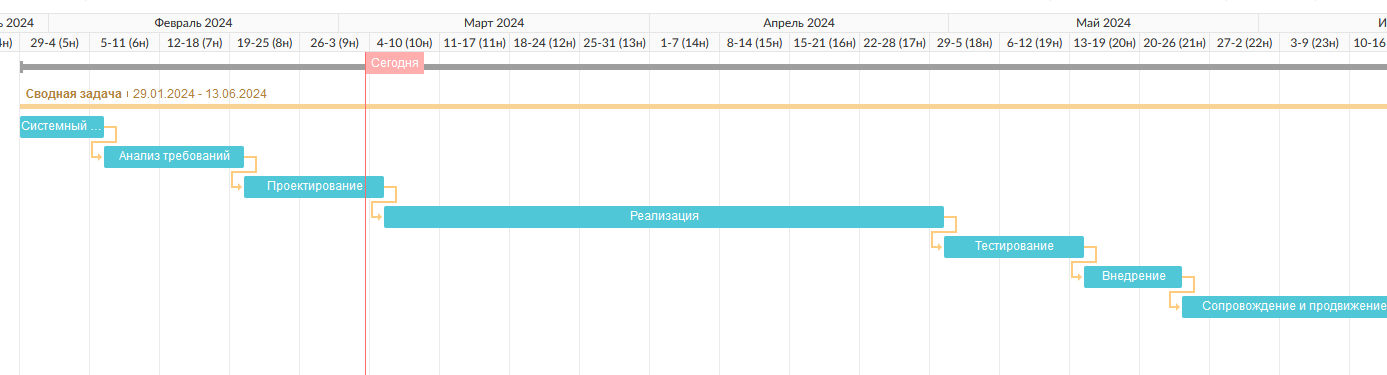 ь 2024 Февраль 2024 Март 2024 Апрель 2024 Май 2024 И
4н) 29-4 (5н) 5-11 (6н) 12-18 (7н) 19-25 (8н) 26-3 (9н) 4-10 (10н) 11-17 (11н) 18-24 (12н) 25-31 (13н) 1-7 (14н) 8-14 (15н) 15-21 (16н) 22-28 (17н) 29-5 (18н) 6-12 (19н) 13-19 (20н) 20-26 (21н) 27-2 (22н) 3-9 (23н) 10-16
Сегодня
Сводная задача 29.01.2024 - 13.06.2024
Системный ...
Анализ требований
Проектирование
Реализация
Тестирование
Внедрение
Сопровождение и продвижение